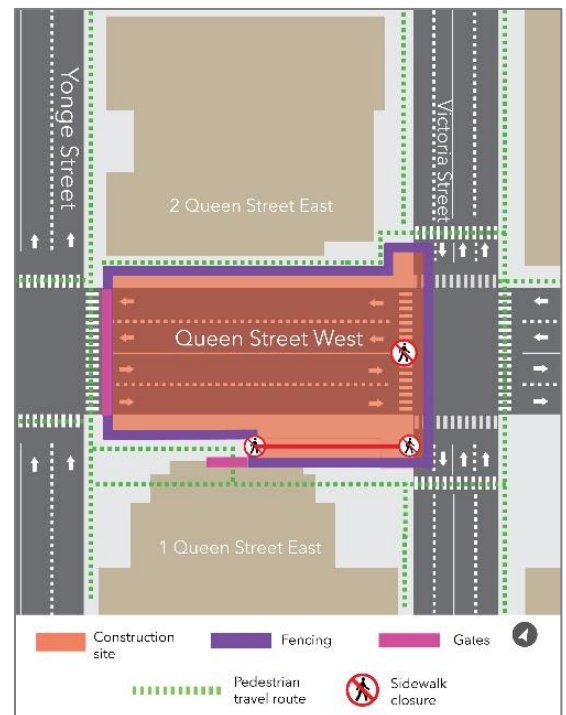 Yonge Street
Victoria Street
2 Queen Street East
Queen Street West
1 Queen Street East
Construction
site
Fencing
Gates
Pedestrian
travel route
Sidewalk
closure